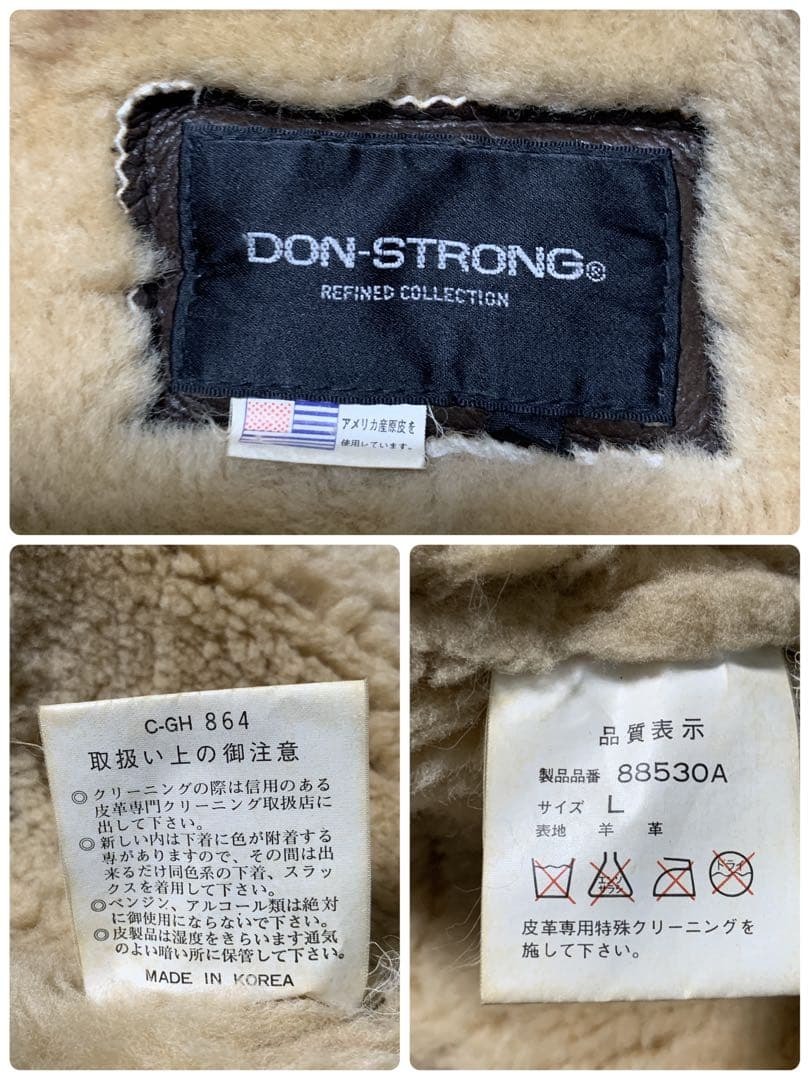 DON-STRONG®
REFINED COLLECTION
アメリカ産原皮を
使用しています。
C-GH 864
取扱い上の御注意
◎クリーニングの際は信用のある
皮革専門クリーニング取扱店に
出して下さい。
◎新しい内は下着に色が附着する
専がありますので、その間は出
来るだけ同色系の下着、スラッ
クスを着用して下さい。
◎ベンジン、アルコール類は絶対
に御使用にならないで下さい。
◎皮製品は湿度をきらいます通気
のよい暗い所に保管して下さい。
MADE IN KOREA
品質表示
製品品番 88530A
サイズ L
表地 羊革
エンソ
サラシ
ドライ
皮革専用特殊クリーニングを
施して下さい。